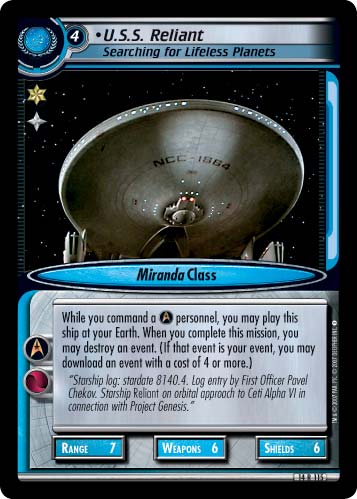 4
•U.S.S. Reliant
Searching for Lifeless Planets
NCC-1864
Miranda Class
While you command a personnel, you may play this
ship at your Earth. When you complete this mission, you
may destroy an event. (If that event is your event, you may
download an event with a cost of 4 or more.)
"Starship log: stardate 8140.4. Log entry by First Officer Pavel
Chekov. Starship Reliant on orbital approach to Ceti Alpha VI in
connection with Project Genesis."
RANGE 7 WEAPONS 6 SHIELDS 6
14 R 115